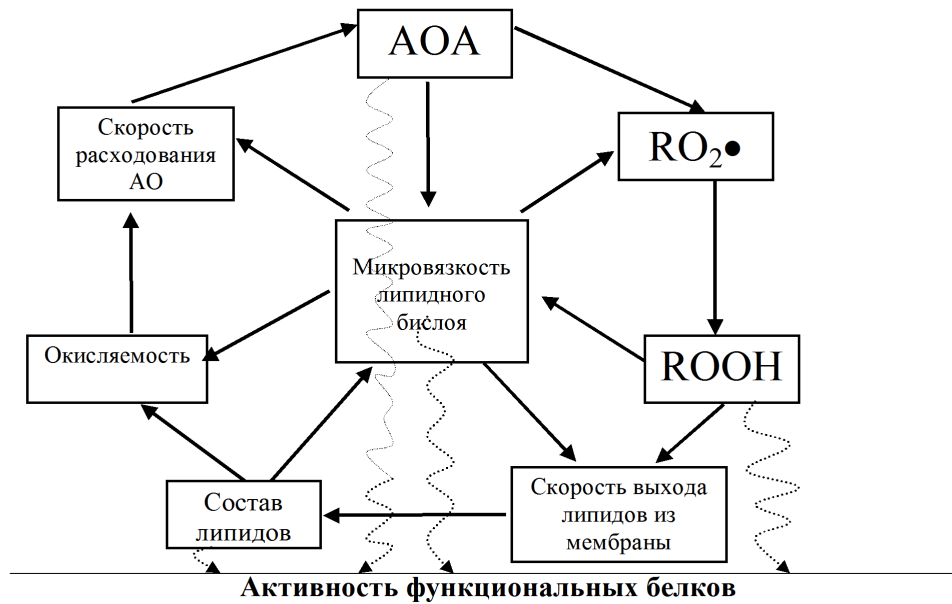 АОА
Скорость
расходования
АО
RO₂●
Микровязкость
липидного
бислоя
Окисляемость
ROOH
Состав
липидов
Скорость выхода
липидов из
мембраны
Активность функциональных белков